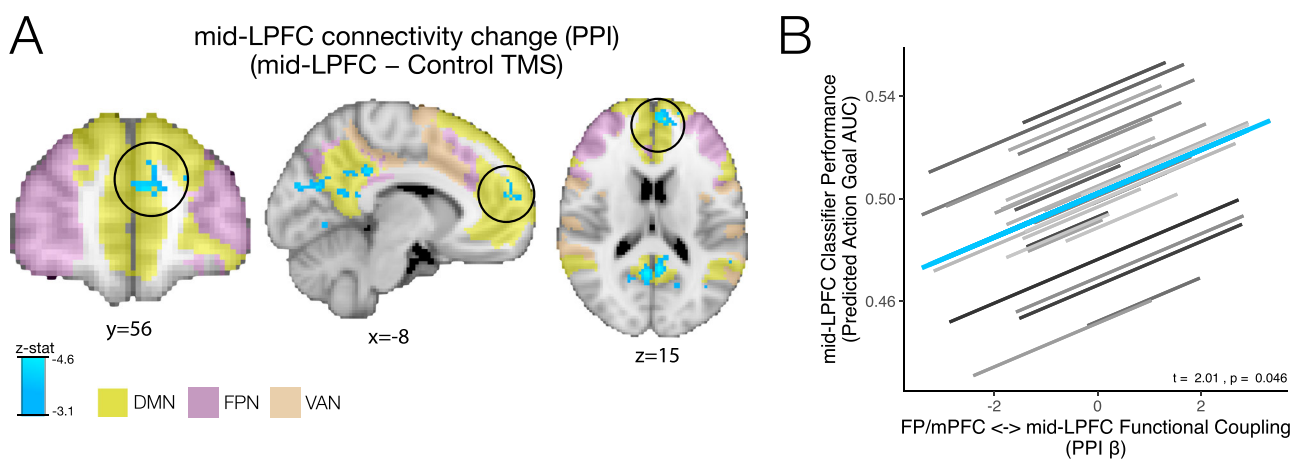 A
mid-LPFC connectivity change (PPI)
(mid-LPFC – Control TMS)
y=56
x=-8
z=15
z-stat
-4.6
-3.1
DMN
FPN
VAN
B
mid-LPFC Classifier Performance
(Predicted Action Goal AUC)
0.54
0.50
0.46
t = 2.01 , p = 0.046
-2
0
2
FP/mPFC <-> mid-LPFC Functional Coupling
(PPI β)